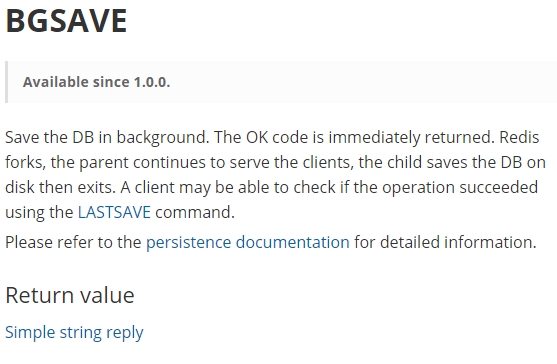 BGSAVE
Available since 1.0.0.
Save the DB in background. The OK code is immediately returned. Redis
forks, the parent continues to serve the clients, the child saves the DB on
disk then exits. A client may be able to check if the operation succeeded
using the LASTSAVE command.
Please refer to the persistence documentation for detailed information.
Return value
Simple string reply